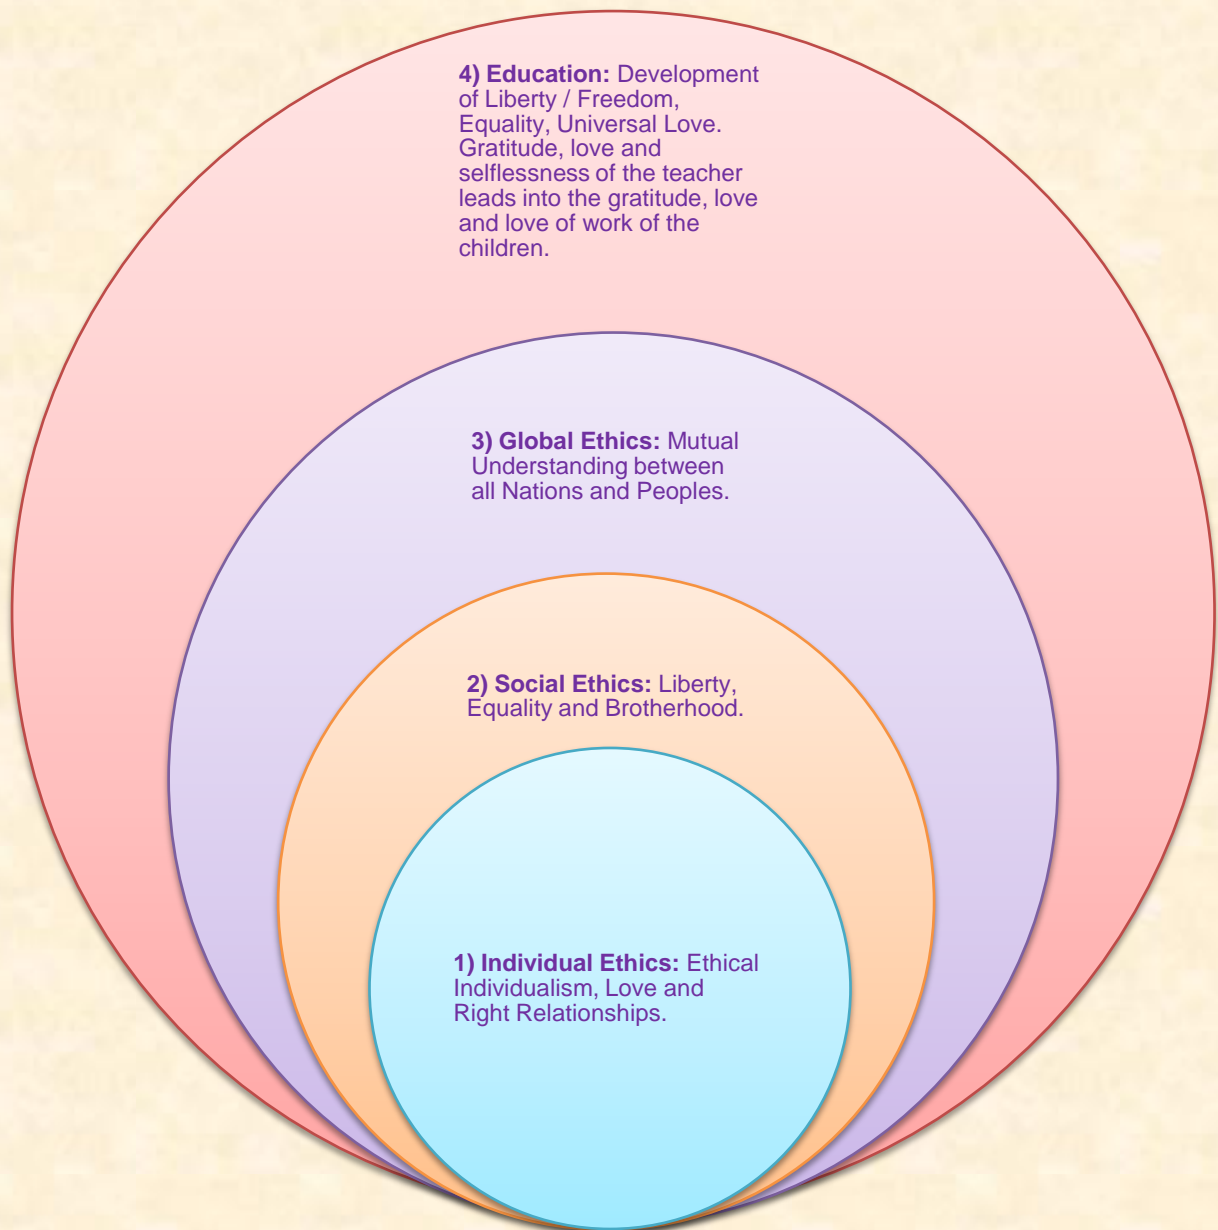 4) Education: Development
of Liberty / Freedom,
Equality, Universal Love.
Gratitude, love and
selflessness of the teacher
leads into the gratitude, love
and love of work of the
children.
3) Global Ethics: Mutual
Understanding between
all Nations and Peoples.
2) Social Ethics: Liberty,
Equality and Brotherhood.
1) Individual Ethics: Ethical
Individualism, Love and
Right Relationships.